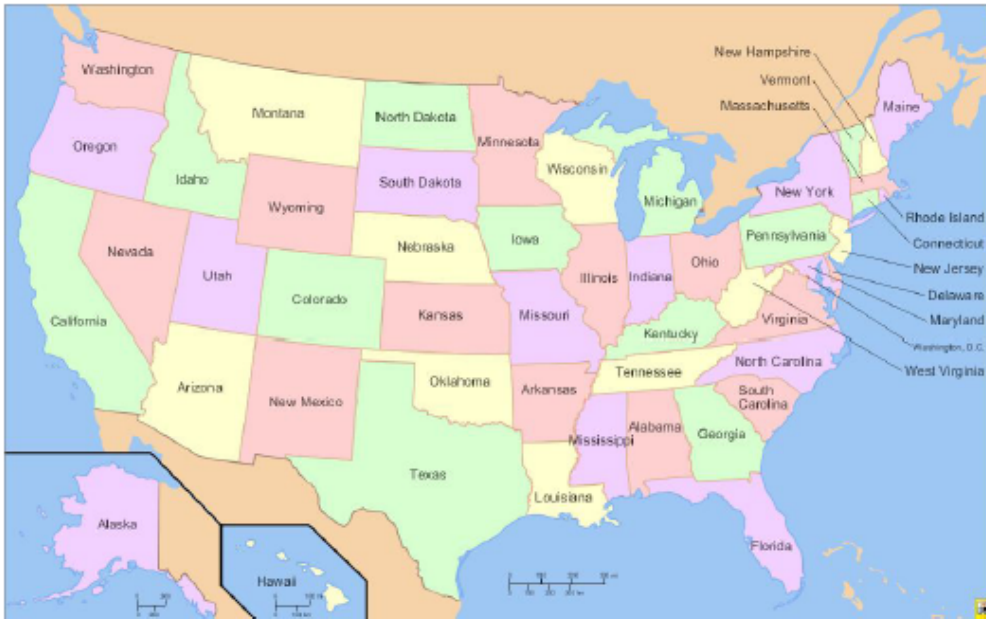 New Hampshire
Vermont
Massachusetts
Washington
Montana
North Dakota
Minnesota
Maine
Oregon
Idaho
South Dakota
Wisconsin
Michigan
New York
Wyoming
Rhode Island
Connecticut
Pennsylvania
Nebraska
Iowa
Nevada
Utah
Colorado
Illinois
Indiana
Ohio
New Jersey
Delaware
Maryland
Washington, D.C.
West Virginia
California
Kansas
Missouri
Kentucky
Virginia
North Carolina
Arizona
New Mexico
Oklahoma
Arkansas
Tennessee
South
Carolina
Mississippi
Alabama
Georgia
Texas
Louisiana
Florida
Alaska
Hawaii